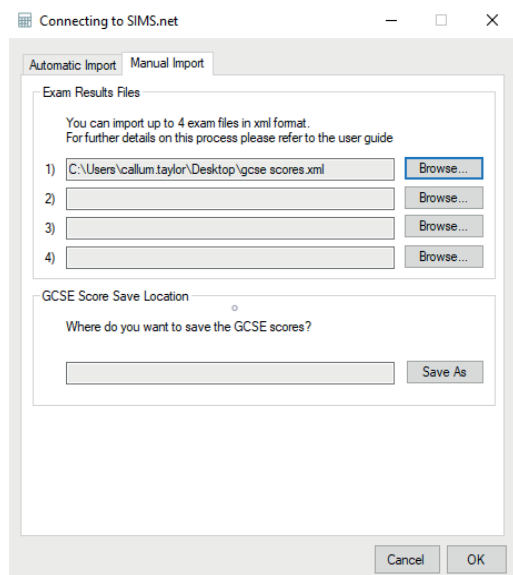 Connecting to SIMS.net
Automatic Import Manual Import
Exam Results Files
You can import up to 4 exam files in xml format.
For further details on this process please refer to the user guide
1) C:\Users\callum.taylor\Desktop\gcse scores.xml Browse...
2) Browse...
3) Browse...
4) Browse...
GCSE Score Save Location
Where do you want to save the GCSE scores?
Save As
Cancel OK